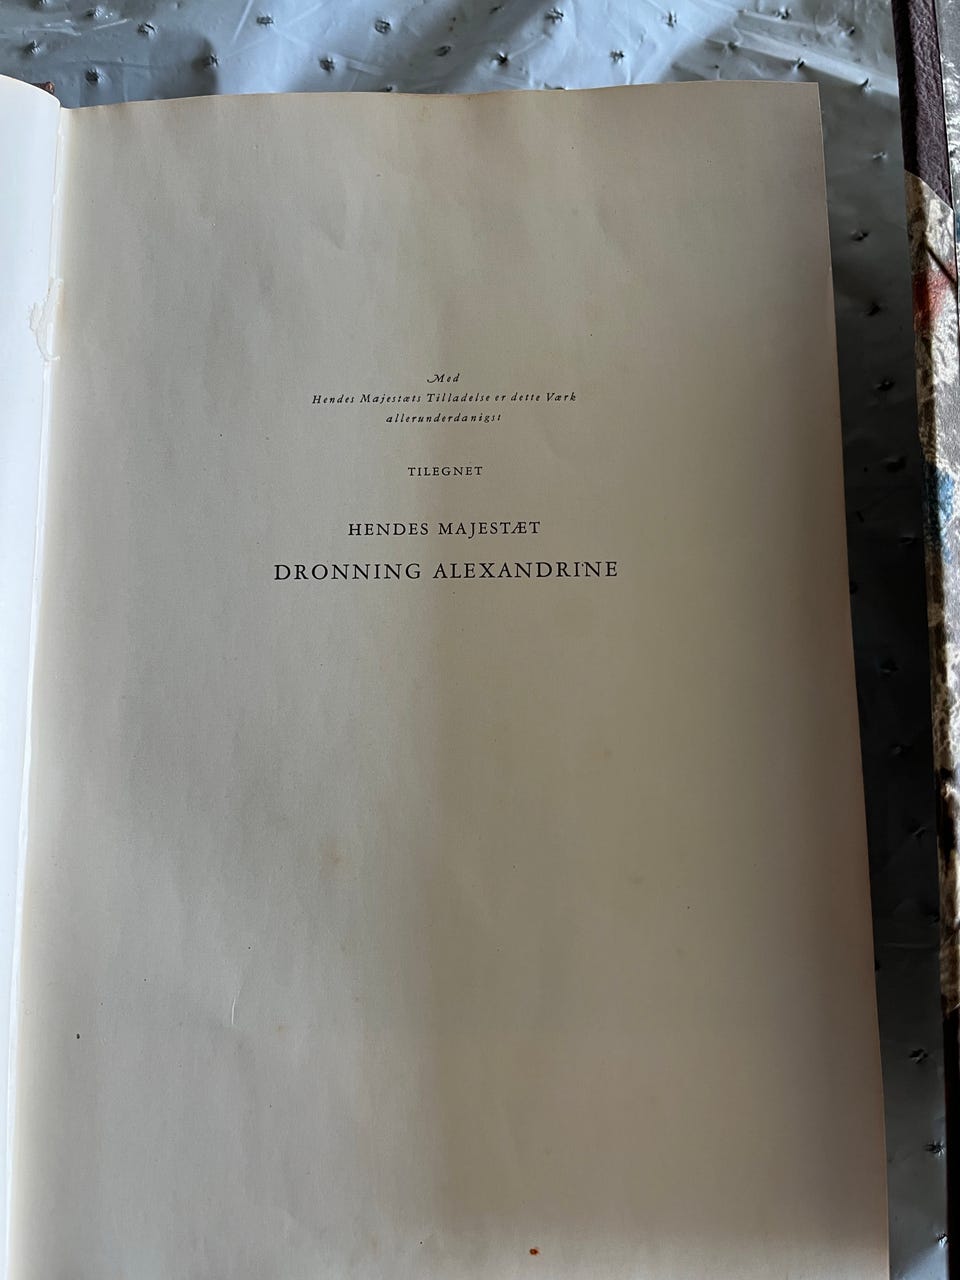 Med
Hendes Majestæts Tilladelse er dette Værk
allerunderdanigst
TILEGNET
HENDES MAJESTÆT
DRONNING ALEXANDRINE